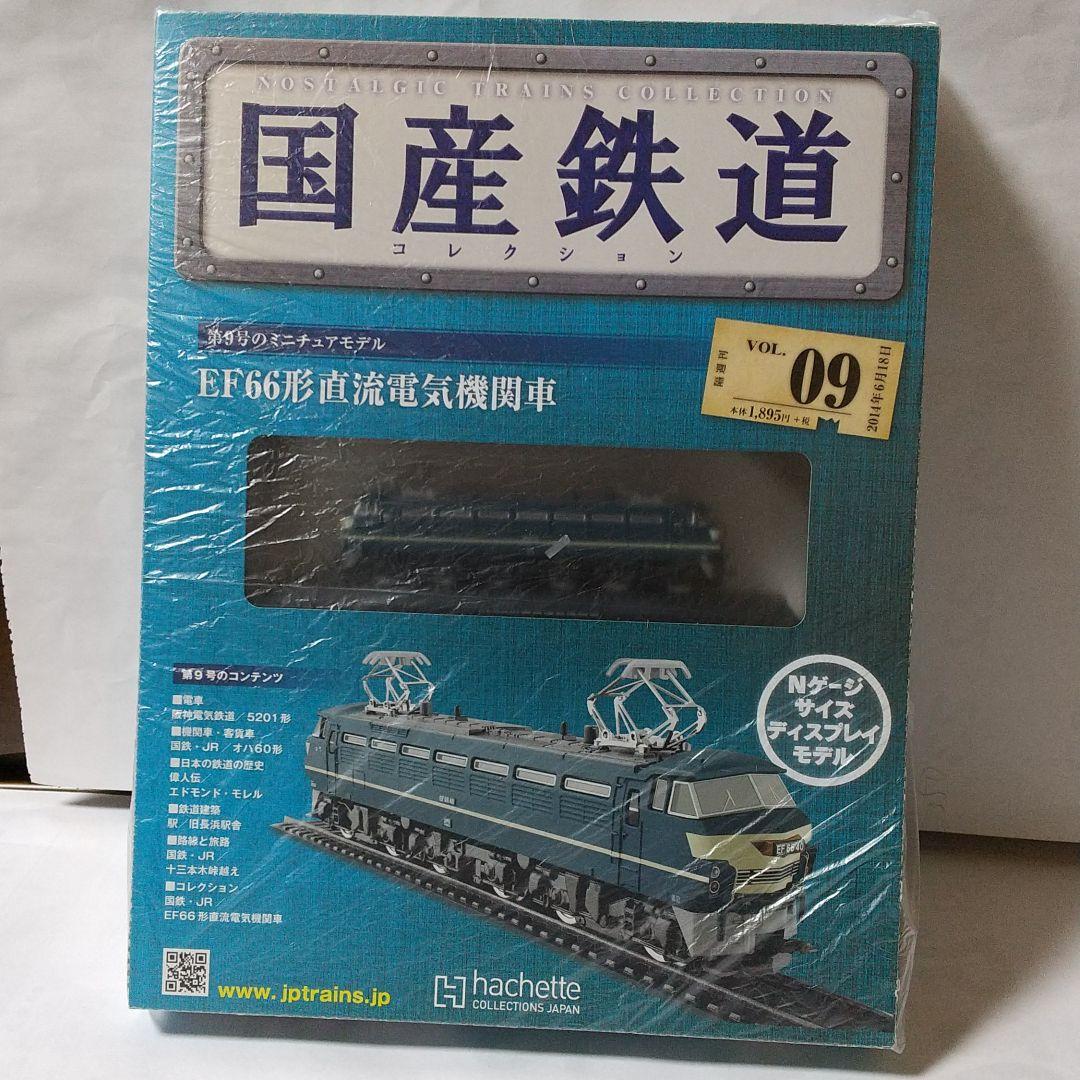 NOSTALGIC TRAINS COLLECTION
国産鉄道
コレクション
第9号のミニチュアモデル
EF66形直流電気機関車
隔週刊
VOL.
09
本体1,895円+税
2014年6月18日
第9号のコンテンツ
■電車
阪神電気鉄道/5201形
■機関車・客貨車
国鉄・JR/オハ60形
■日本の鉄道の歴史
偉人伝
エドモンド・モレル
■鉄道建築
駅/旧長浜駅舎
■路線と旅路
国鉄・JR
十三本木峠越え
■コレクション
国鉄・JR
EF66形直流電気機関車
Nゲージ
サイズ
ディスプレイ
モデル
EF6640
www.jptrains.jp
hachette
COLLECTIONS JAPAN